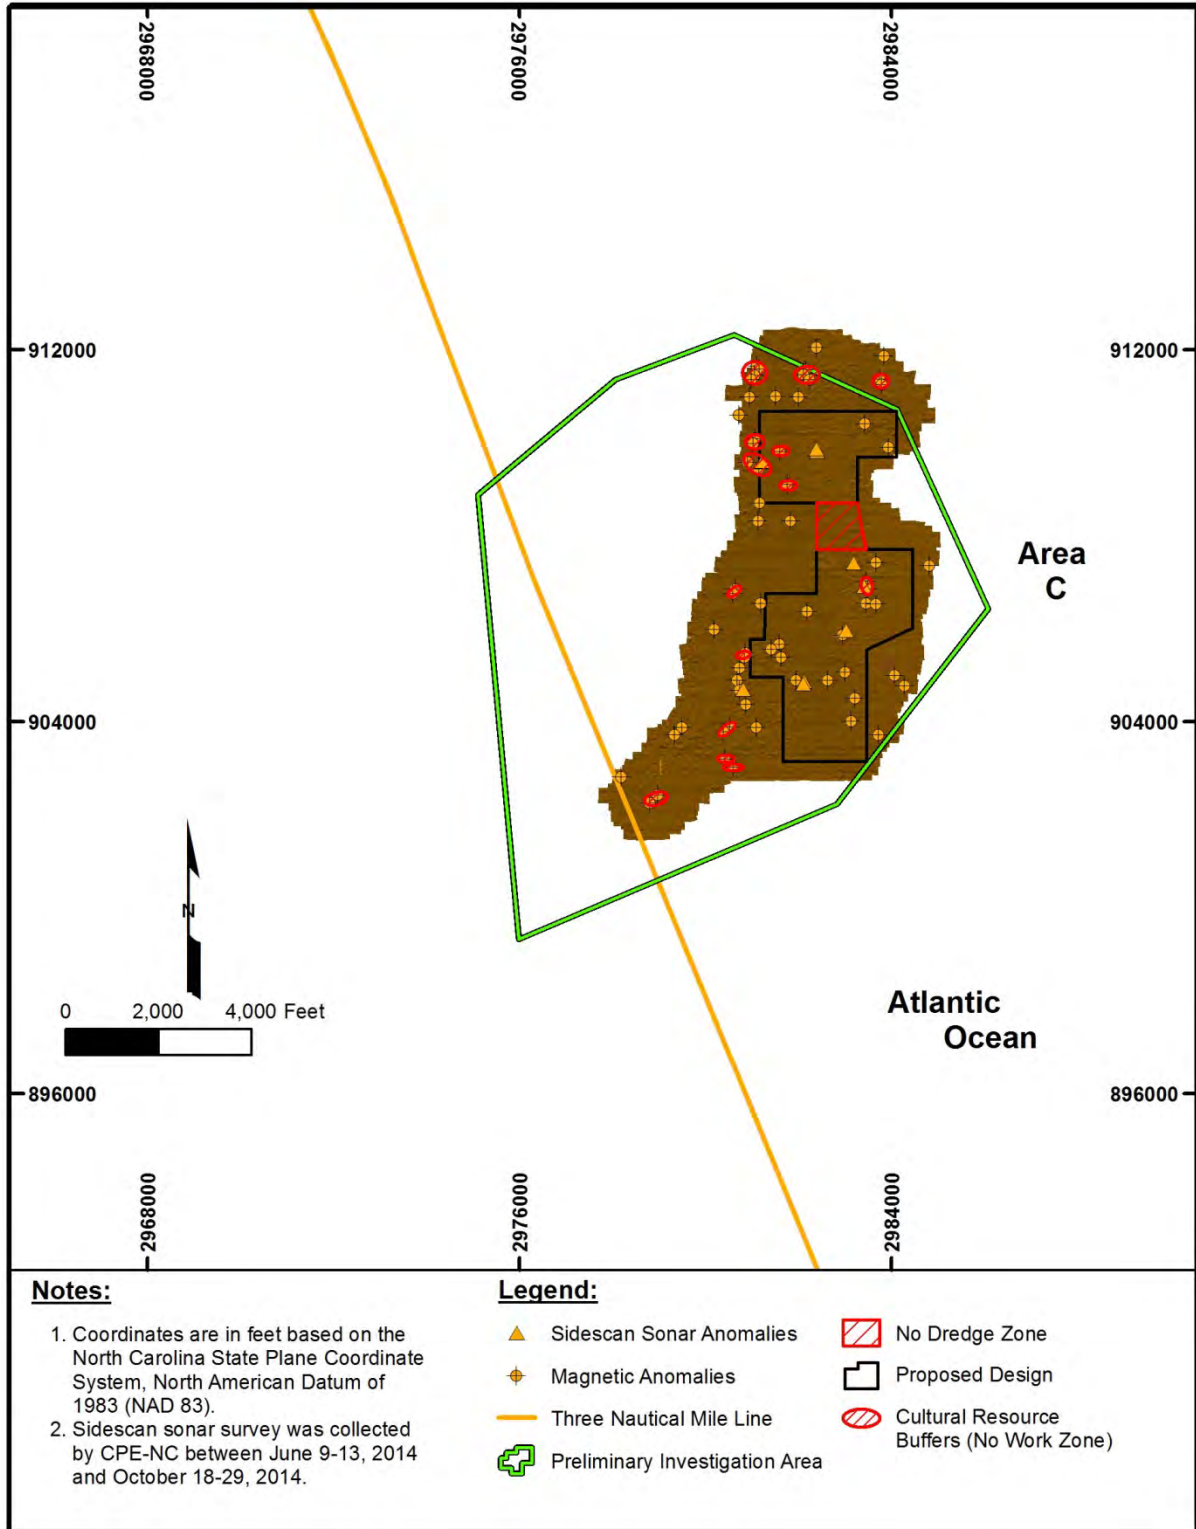 2968000
2976000
2984000
912000
912000
Area
C
904000
904000
N
0 2,000 4,000 Feet
Atlantic
Ocean
896000
896000
2968000
2976000
2984000
Notes:
1. Coordinates are in feet based on the
North Carolina State Plane Coordinate
System, North American Datum of
1983 (NAD 83).
2. Sidescan sonar survey was collected
by CPE-NC between June 9-13, 2014
and October 18-29, 2014.
Legend:
Sidescan Sonar Anomalies
Magnetic Anomalies
Three Nautical Mile Line
Preliminary Investigation Area
No Dredge Zone
Proposed Design
Cultural Resource
Buffers (No Work Zone)